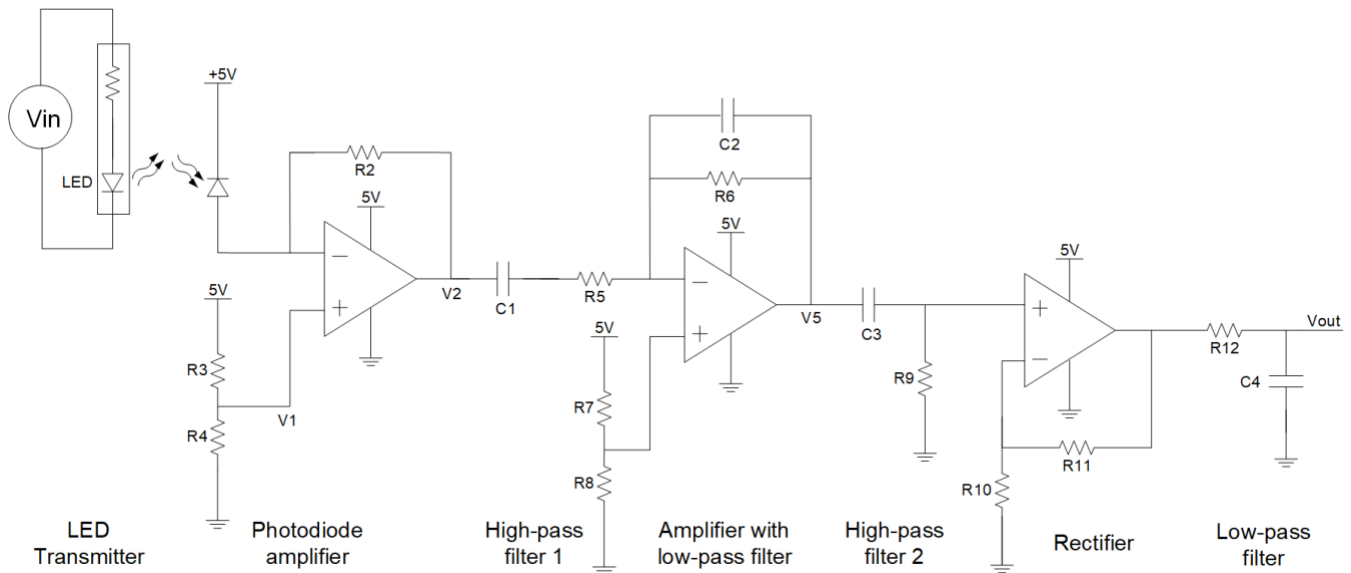 Vin
LED
+5V
R2
5V
5V
R3
V1
R4
V2
C1
R5
C2
R6
5V
5V
R7
R8
V5
C3
R9
5V
R10
R11
R12
Vout
C4
LED
Transmitter
Photodiode
amplifier
High-pass
filter 1
Amplifier with
low-pass filter
High-pass
filter 2
Rectifier
Low-pass
filter